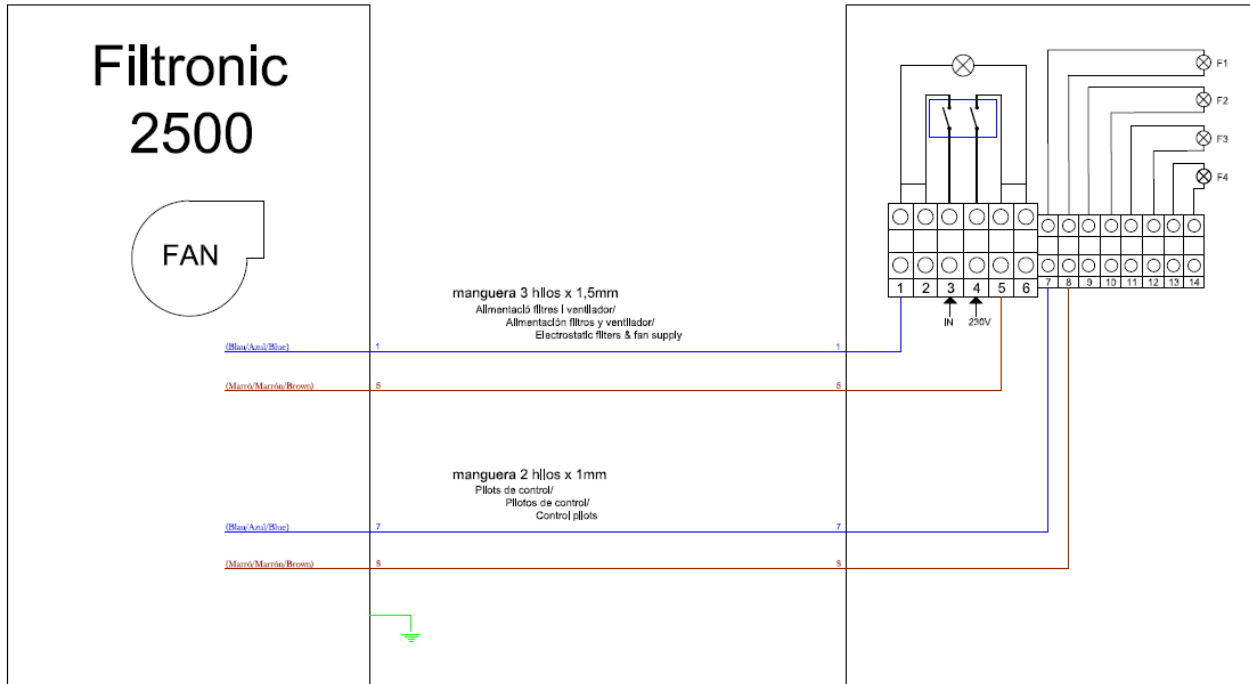 Filtronic
2500
FAN
manguera 3 hilos x 1,5mm
Alimentació filtres i ventilador/
Alimentación filtros y ventilador/
Electrostatic filters & fan supply
(Blau/Azul/Blue) 1 1
(Marró/Marrón/Brown) 5 5
manguera 2 hilos x 1mm
Pilots de control/
Pilotos de control/
Control pilots
(Blau/Azul/Blue) 7 7
(Marró/Marrón/Brown) 8 8
F1
F2
F3
F4
1 2 3 4 5 6 7 8 9 10 11 12 13 14
IN 230V